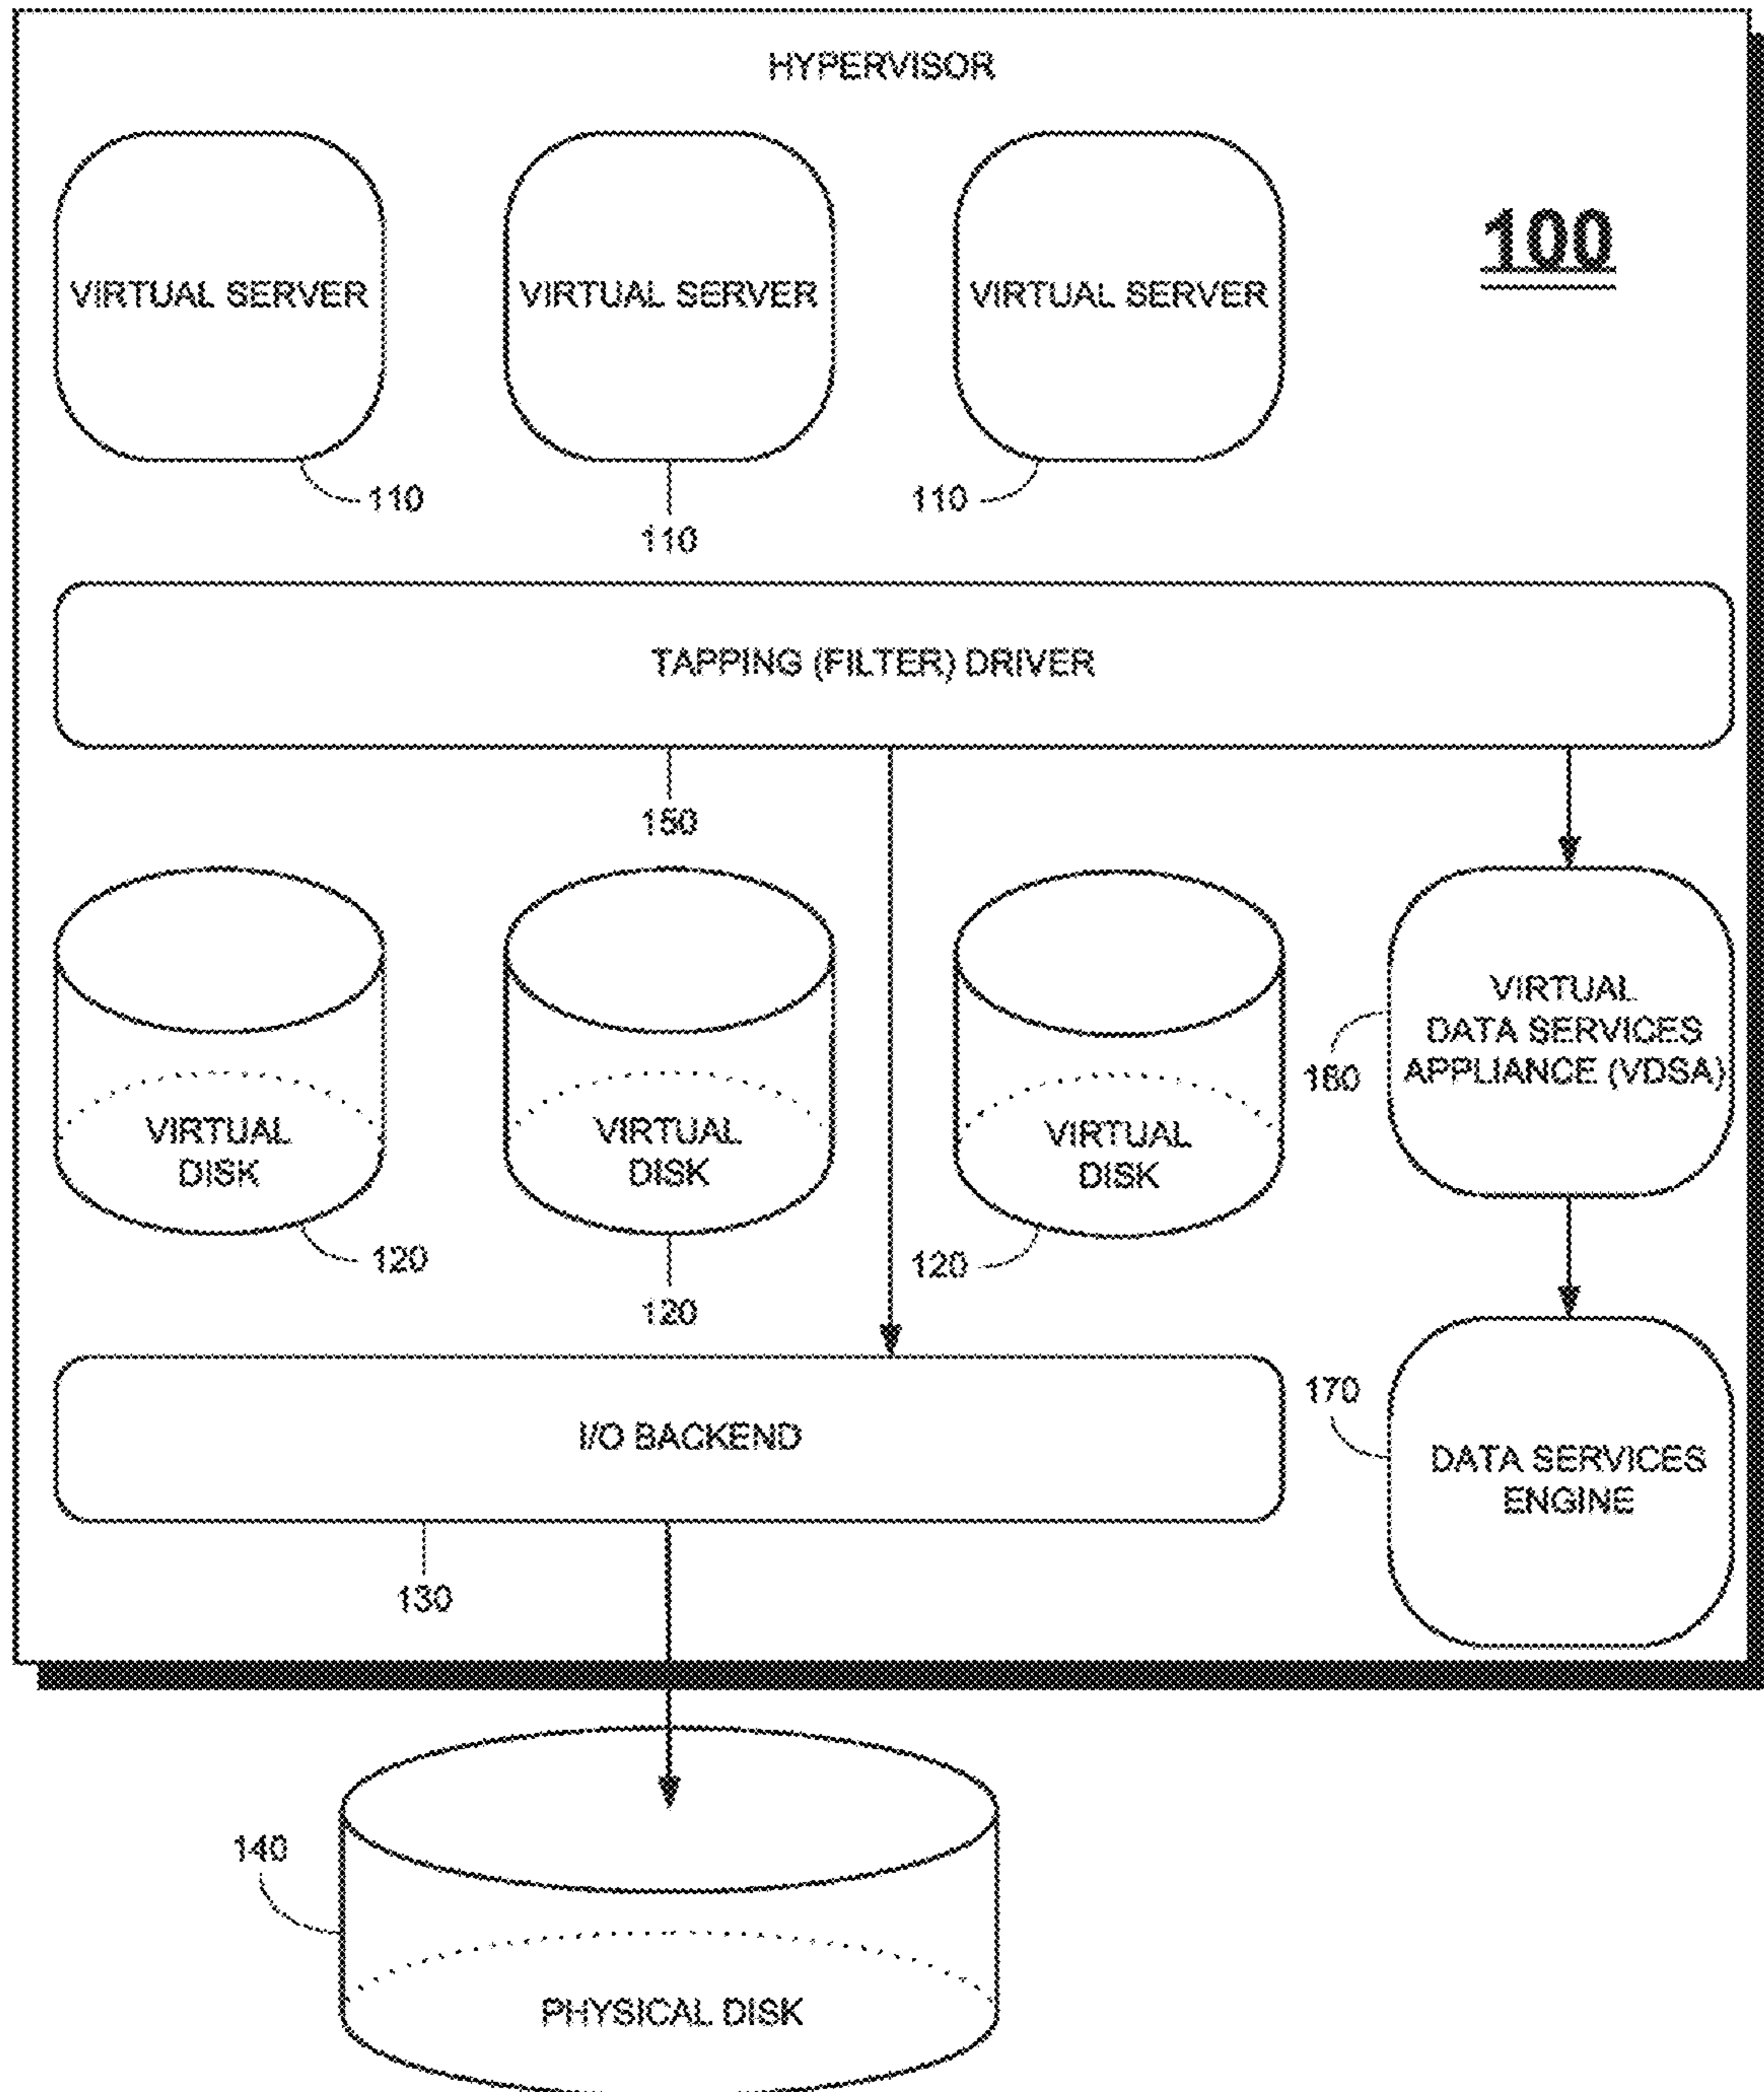 HYPERVISOR
VIRTUAL SERVER
VIRTUAL SERVER
VIRTUAL SERVER
100
110
110
110
TAPPING (FILTER) DRIVER
150
VIRTUAL
DISK
VIRTUAL
DISK
VIRTUAL
DISK
VIRTUAL
DATA SERVICES
APPLIANCE (VDSA)
160
120
120
120
I/O BACKEND
130
170
DATA SERVICES
ENGINE
140
PHYSICAL DISK